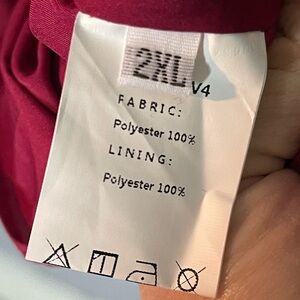 2XL
V4
FABRIC:
Polyester 100%
LINING:
Polyester 100%